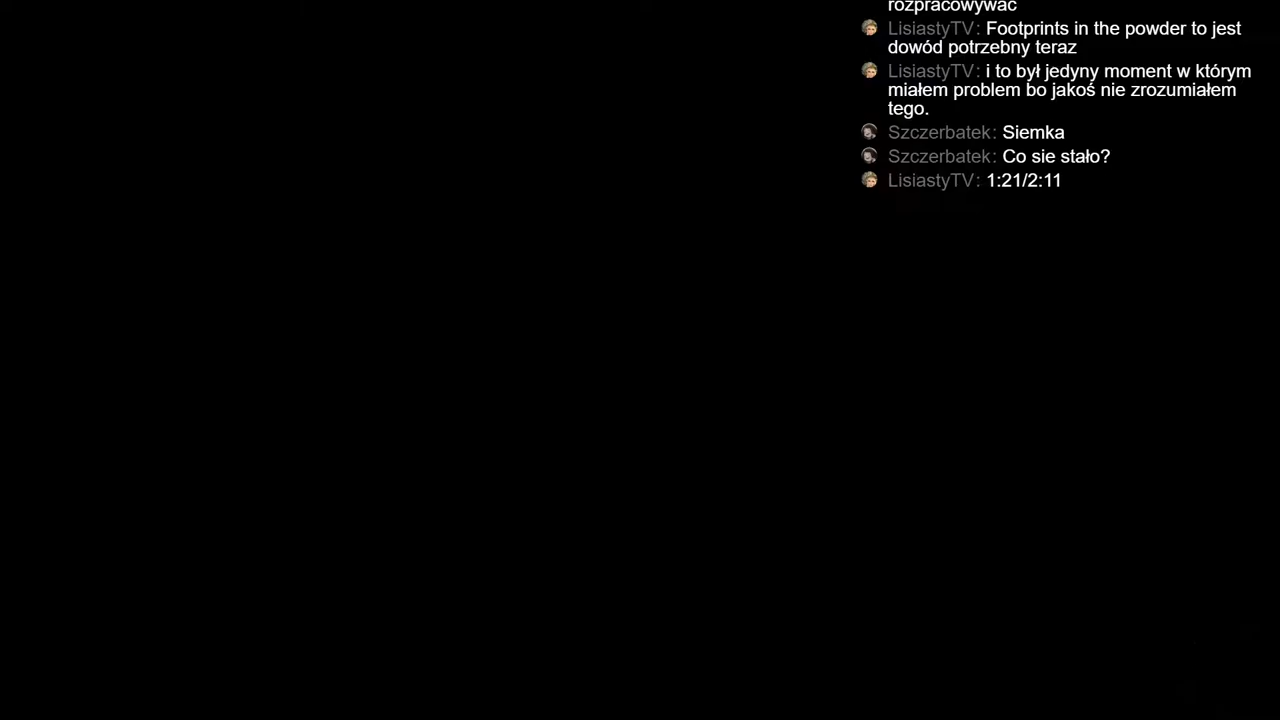 rozpracowywać
LisiastyTV: Footprints in the powder to jest
dowód potrzebny teraz
LisiastyTV: i to był jedyny moment w którym
miałem problem bo jakoś nie zrozumiałem
tego.
Szczerbatek: Siemka
Szczerbatek: Co sie stało?
LisiastyTV: 1:21/2:11